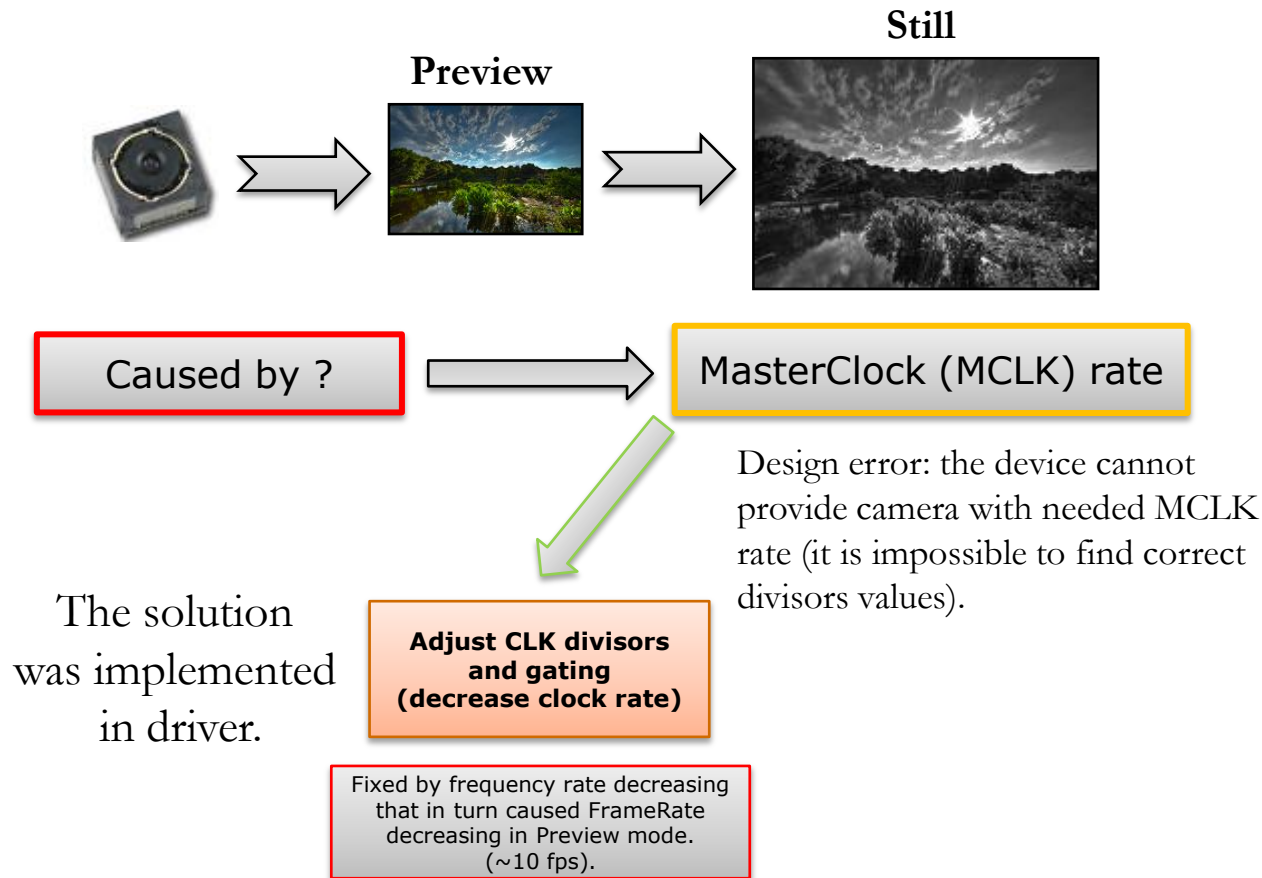 Still
Preview
Caused by ?
MasterClock (MCLK) rate
Design error: the device cannot
provide camera with needed MCLK
rate (it is impossible to find correct
divisors values).
The solution
was implemented
in driver.
Adjust CLK divisors
and gating
(decrease clock rate)
Fixed by frequency rate decreasing
that in turn caused FrameRate
decreasing in Preview mode.
(~10 fps).